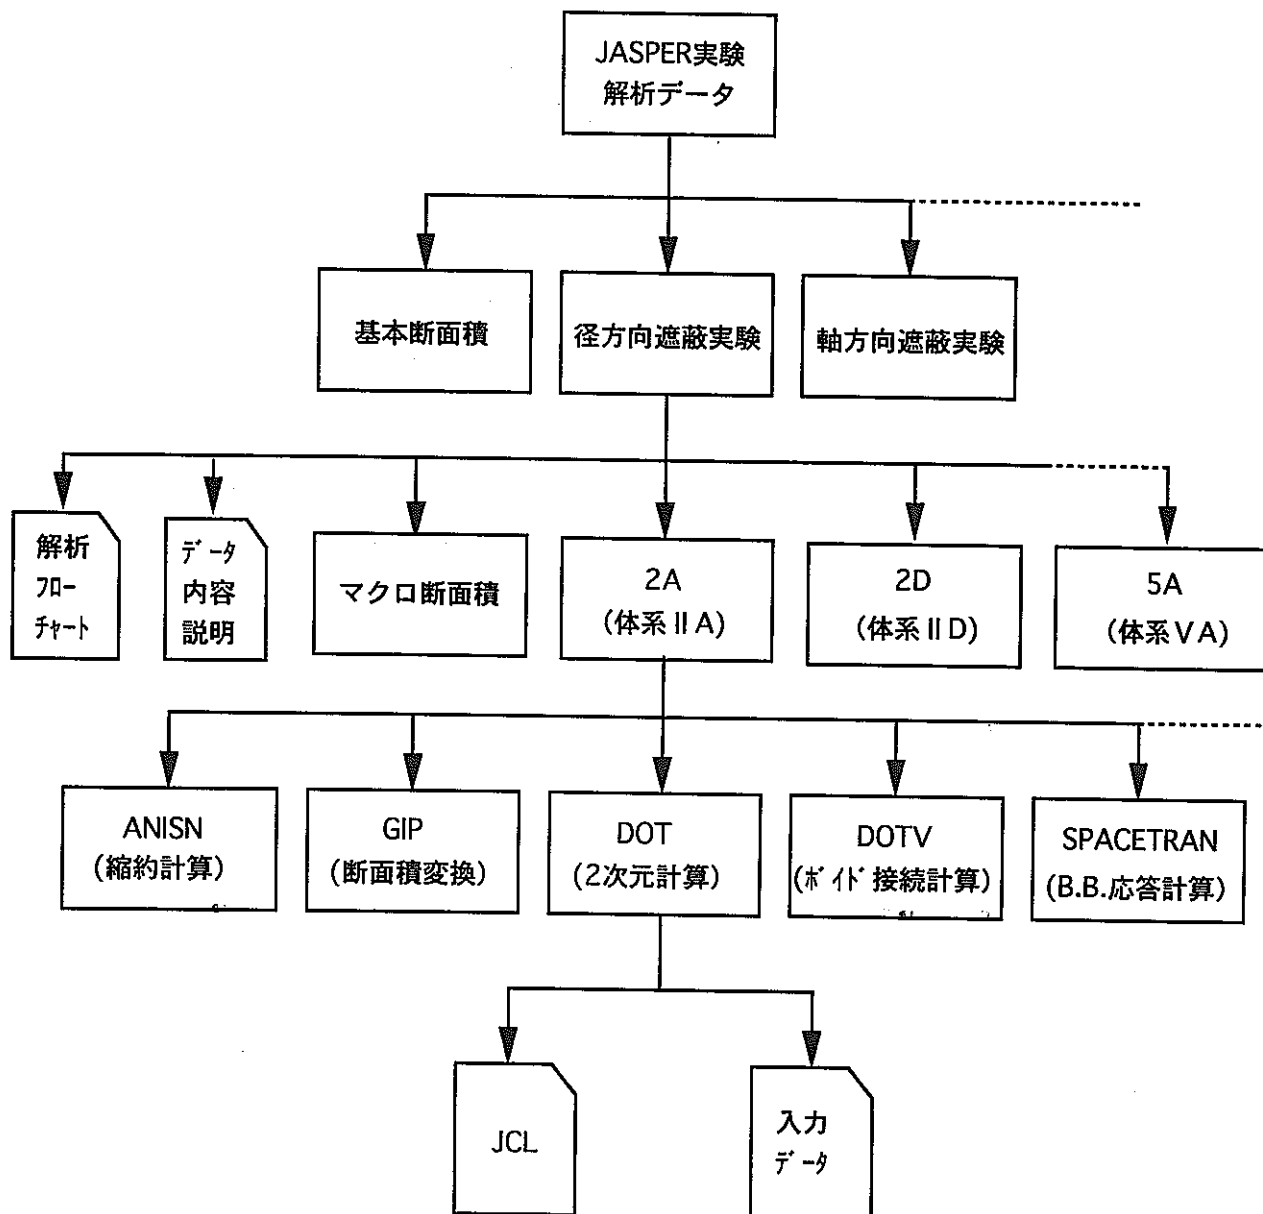 JASPER実験
解析データ
基本断面積
径方向遮蔽実験
軸方向遮蔽実験
解析
フロー
チャート
データ
内容
説明
マクロ断面積
2A
(体系ⅡA)
2D
(体系ⅡD)
5A
(体系ⅤA)
ANISN
(縮約計算)
GIP
(断面積変換)
DOT
(2次元計算)
DOTV
(ボイド接続計算)
SPACETRAN
(B.B.応答計算)
JCL
入力
データ